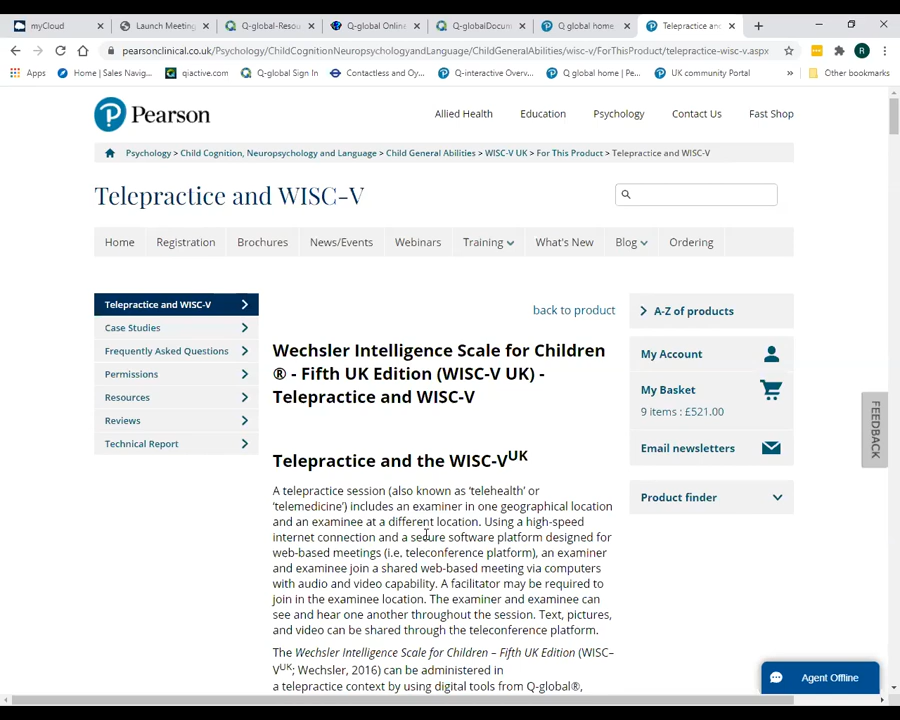 myCloud
Launch Meeting
Q-global-Resou
Q-global Online
Q-globalDocum
Q global home
Telepractice and
pearsonclinical.uk/Psychology/ChildCognitionNeuropsychologyandLanguage/ChildGeneralAbilities/wisc-v/ForThisProduct/telepractice-wisc-v.aspx
R
Apps
Home | Sales Navig...
qiactive.com
Q-global Sign In
Contactless and Oy...
Q-interactive Overv...
Q global home | Pe...
UK community Portal
»
Other bookmarks
Pearson
Allied Health
Education
Psychology
Contact Us
Fast Shop
Psychology > Child Cognition, Neuropsychology and Language > Child General Abilities > WISC-V UK > For This Product > Telepractice and WISC-V
Telepractice and WISC-V
Home
Registration
Brochures
News/Events
Webinars
Training
What's New
Blog
Ordering
Telepractice and WISC-V
Case Studies
Frequently Asked Questions
Permissions
Resources
Reviews
Technical Report
back to product
Wechsler Intelligence Scale for Children
® - Fifth UK Edition (WISC-V UK) -
Telepractice and WISC-V
Telepractice and the WISC-VUK
A telepractice session (also known as ‘telehealth’ or
‘telemedicine’) includes an examiner in one geographical location
and an examinee at a different location. Using a high-speed
internet connection and a secure software platform designed for
web-based meetings (i.e. teleconference platform), an examiner
and examinee join a shared web-based meeting via computers
with audio and video capability. A facilitator may be required to
join in the examinee location. The examiner and examinee can
see and hear one another throughout the session. Text, pictures,
and video can be shared through the teleconference platform.
The Wechsler Intelligence Scale for Children – Fifth UK Edition (WISC–
VUK; Wechsler, 2016) can be administered in
a telepractice context by using digital tools from Q-global®,
A-Z of products
My Account
My Basket
9 items : £521.00
Email newsletters
Product finder
FEEDBACK
Agent Offline